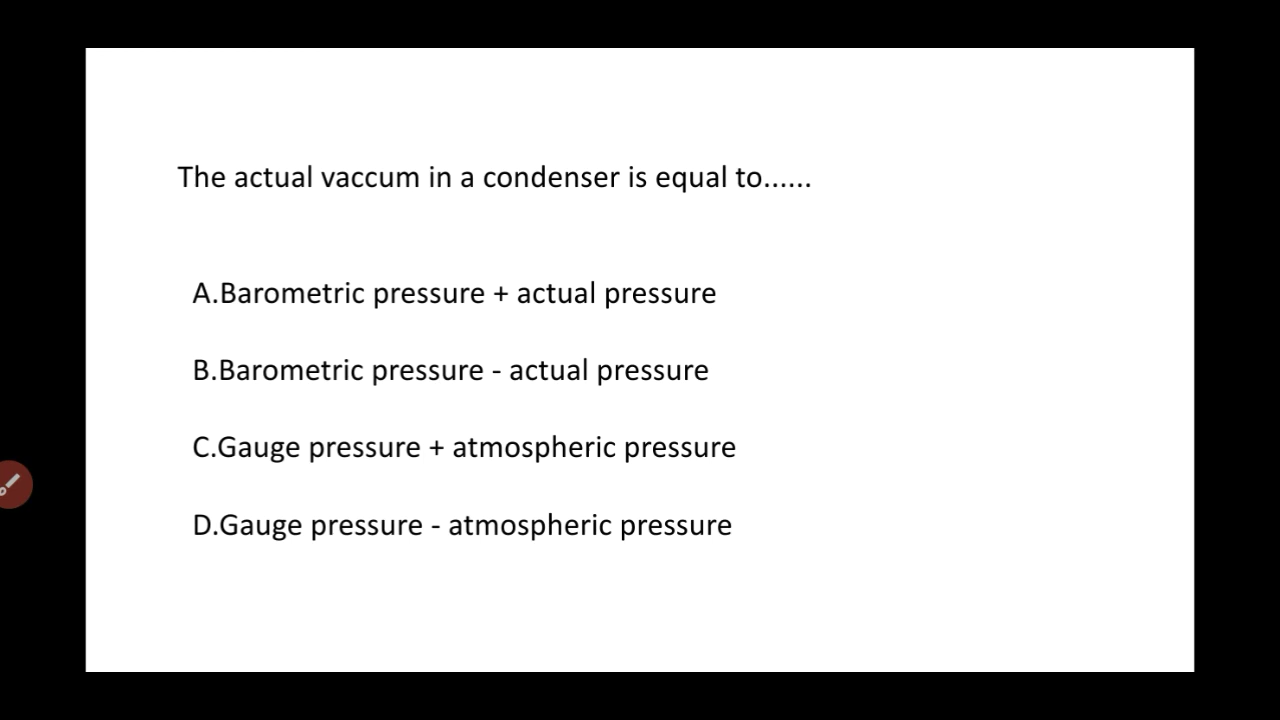 The actual vaccum in a condenser is equal to......
A.Barometric pressure + actual pressure
B.Barometric pressure - actual pressure
C.Gauge pressure + atmospheric pressure
D.Gauge pressure - atmospheric pressure